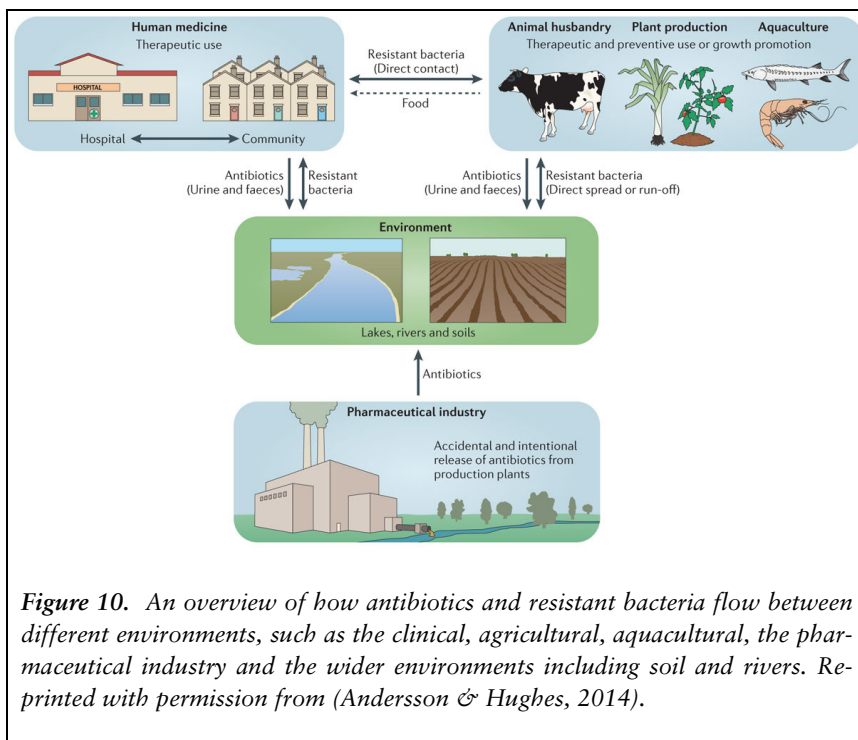 Human medicine
Therapeutic use
HOSPITAL
Hospital
Community
Resistant bacteria
(Direct contact)
Food
Animal husbandry
Plant production
Aquaculture
Therapeutic and preventive use or growth promotion
Antibiotics
(Urine and faeces)
Resistant
bacteria
Antibiotics
(Urine and faeces)
Resistant bacteria
(Direct spread or run-off)
Environment
Lakes, rivers and soils
Antibiotics
Pharmaceutical industry
Accidental and intentional
release of antibiotics from
production plants
Figure 10. An overview of how antibiotics and resistant bacteria flow between
different environments, such as the clinical, agricultural, aquacultural, the phar-
maceutical industry and the wider environments including soil and rivers. Re-
printed with permission from (Andersson & Hughes, 2014).